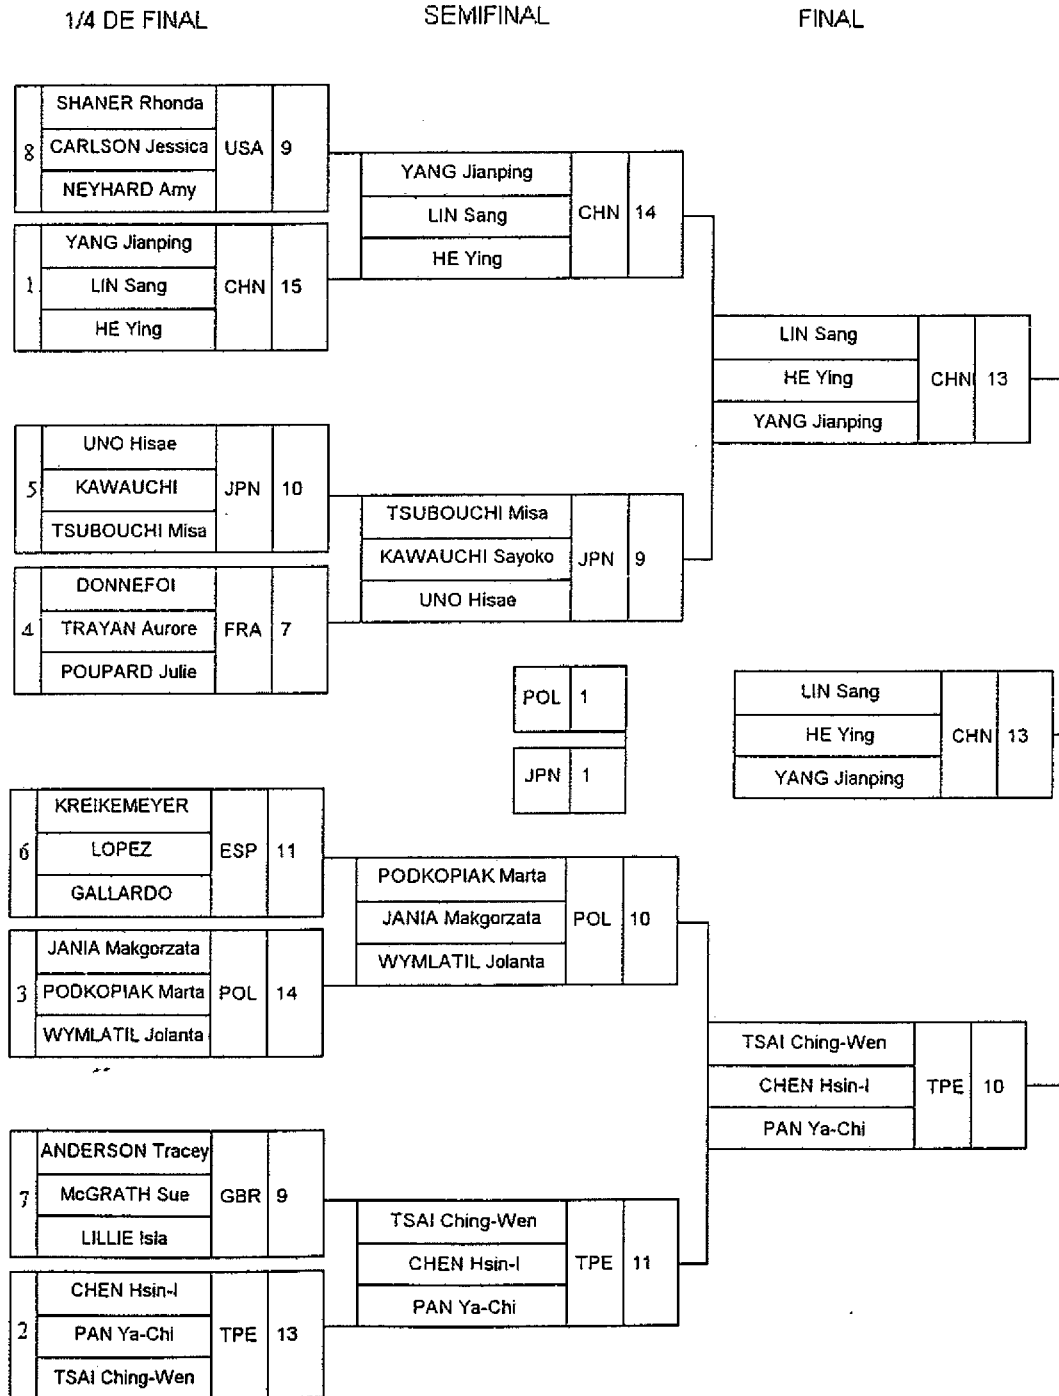 1/4 DE FINAL
SEMIFINAL
FINAL
SHANER Rhonda
8 CARLSON Jessica USA 9
NEYHARD Amy
YANG Jianping
1 LIN Sang CHN 15
HE Ying
YANG Jianping
LIN Sang CHN 14
HE Ying
LIN Sang
HE Ying CHN 13
YANG Jianping
UNO Hisae
5 KAWAUCHI JPN 10
TSUBOUCHI Misa
DONNEFOI
4 TRAYAN Aurore FRA 7
POUPARD Julie
TSUBOUCHI Misa
KAWAUCHI Sayoko JPN 9
UNO Hisae
POL 1
JPN 1
LIN Sang
HE Ying CHN 13
YANG Jianping
KREIKEMEYER
6 LOPEZ ESP 11
GALLARDO
JANIA Makgorzata
3 PODKOPIAK Marta POL 14
WYMLATIL Jolanta
PODKOPIAK Marta
JANIA Makgorzata POL 10
WYMLATIL Jolanta
TSAI Ching-Wen
CHEN Hsin-I TPE 10
PAN Ya-Chi
ANDERSON Tracey
7 McGRATH Sue GBR 9
LILLIE Isla
CHEN Hsin-I
2 PAN Ya-Chi TPE 13
TSAI Ching-Wen
TSAI Ching-Wen
CHEN Hsin-I TPE 11
PAN Ya-Chi